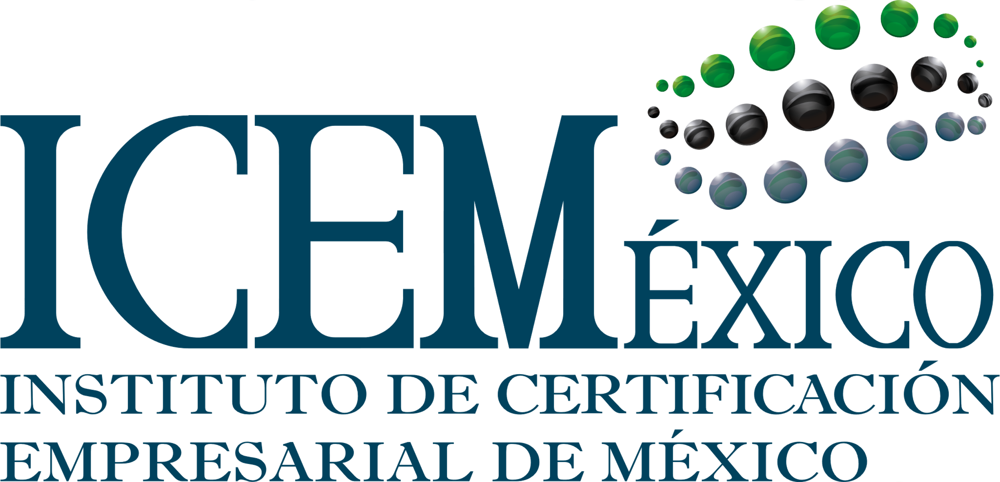 ICEMÉXICO
INSTITUTO DE CERTIFICACIÓN
EMPRESARIAL DE MÉXICO